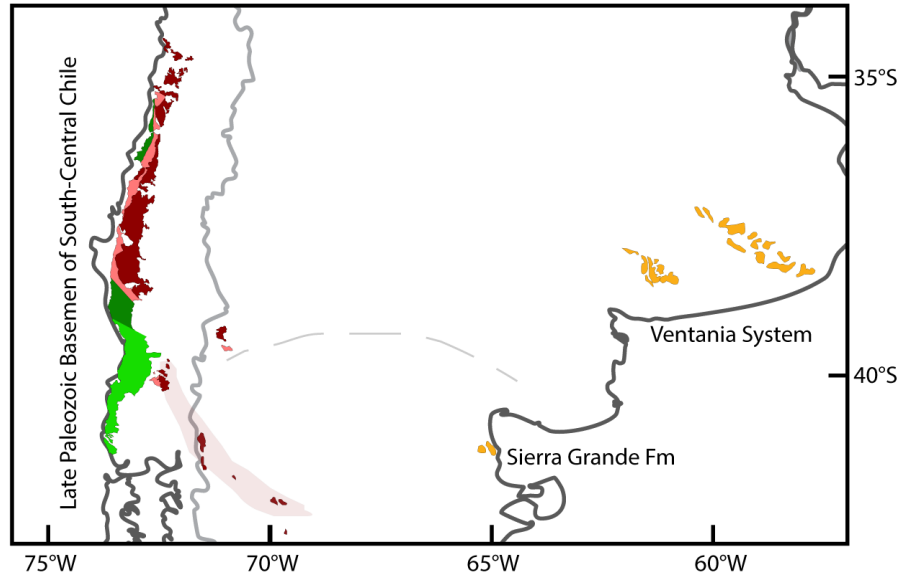 Late Paleozoic Basemen of South-Central Chile
35°S
Ventania System
40°S
Sierra Grande Fm
75°W
70°W
65°W
60°W